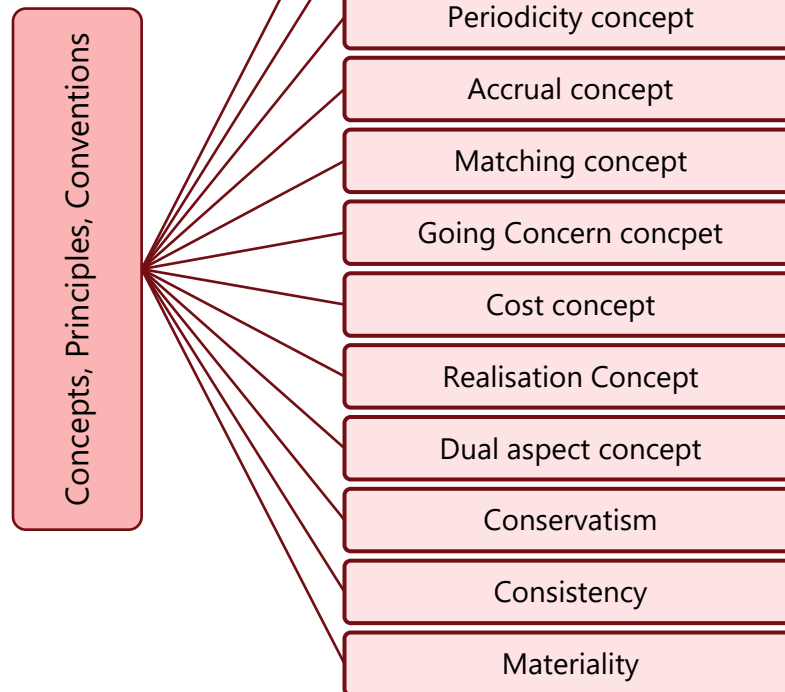 Concepts, Principles, Conventions
Periodicity concept
Accrual concept
Matching concept
Going Concern concpet
Cost concept
Realisation Concept
Dual aspect concept
Conservatism
Consistency
Materiality